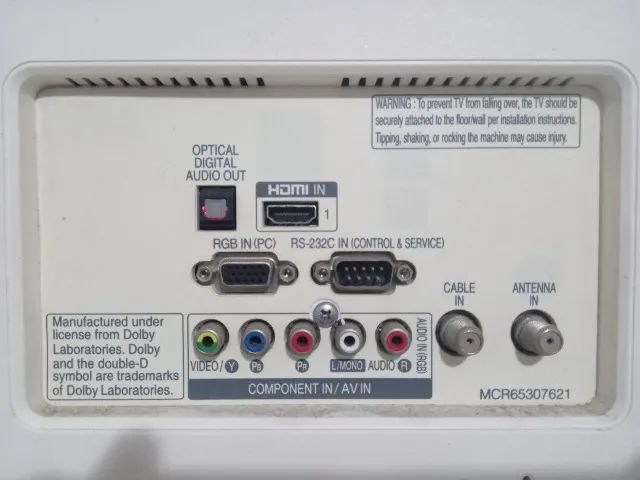 WARNING : To prevent TV from falling over, the TV should be
securely attached to the floor/wall per installation instructions.
Tipping, shaking, or rocking the machine may cause injury.
OPTICAL
DIGITAL
AUDIO OUT
HDMI IN
1
RGB IN (PC)
RS-232C IN (CONTROL & SERVICE)
CABLE
IN
ANTENNA
IN
Manufactured under
license from Dolby
Laboratories. Dolby
and the double-D
symbol are trademarks
of Dolby Laboratories.
VIDEO / Y
PB
PR
L/MONO AUDIO R
AUDIO IN (RGB)
COMPONENT IN / AV IN
MCR65307621